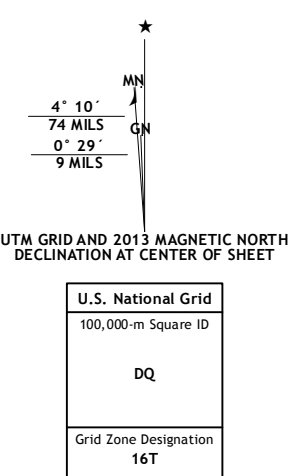 ★
MN
4° 10´
74 MILS
GN
0° 29´
9 MILS
UTM GRID AND 2013 MAGNETIC NORTH
DECLINATION AT CENTER OF SHEET
U.S. National Grid
100,000-m Square ID
DQ
Grid Zone Designation
16T